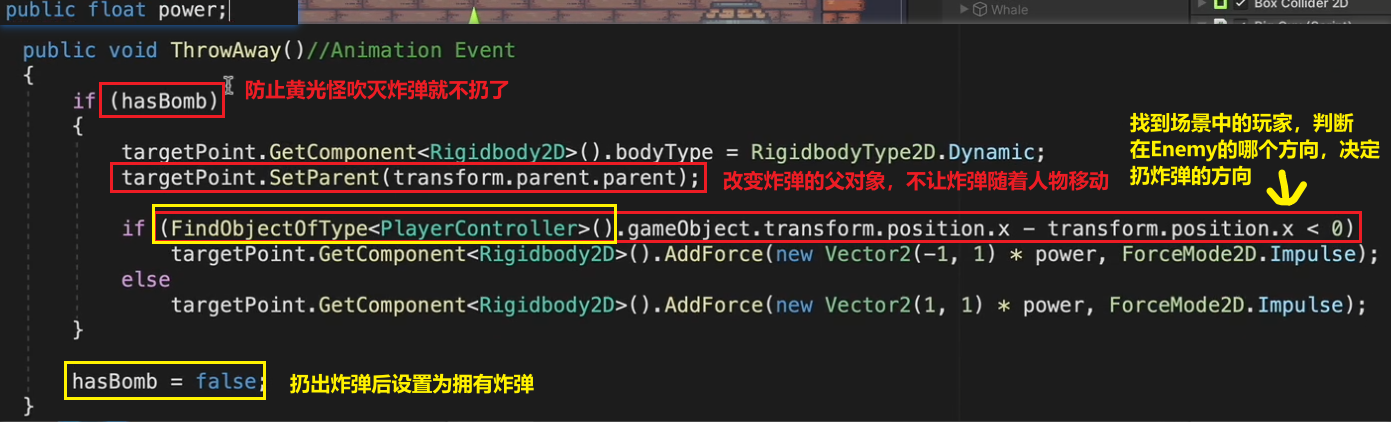 public float power;
Whale
Box Collider 2D
public void ThrowAway()//Animation Event
{
if (hasBomb)
防止黄光怪吹灭炸弹就不扔了
{
targetPoint.GetComponent<Rigidbody2D>().bodyType = RigidbodyType2D.Dynamic;
targetPoint.SetParent(transform.parent.parent);
改变炸弹的父对象，不让炸弹随着人物移动
找到场景中的玩家，判断
在Enemy的哪个方向，决定
扔炸弹的方向
if (FindObjectOfType<PlayerController>().gameObject.transform.position.x - transform.position.x < 0)
targetPoint.GetComponent<Rigidbody2D>().AddForce(new Vector2(-1, 1) * power, ForceMode2D.Impulse);
else
targetPoint.GetComponent<Rigidbody2D>().AddForce(new Vector2(1, 1) * power, ForceMode2D.Impulse);
}
hasBomb = false;
扔出炸弹后设置为拥有炸弹
}